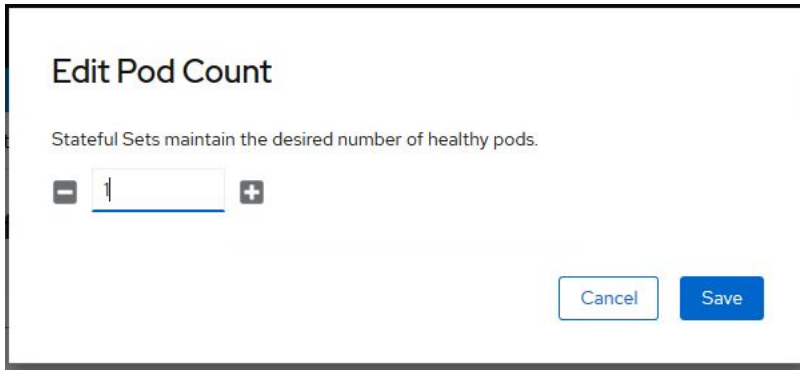 Edit Pod Count
Stateful Sets maintain the desired number of healthy pods.
1
Cancel Save